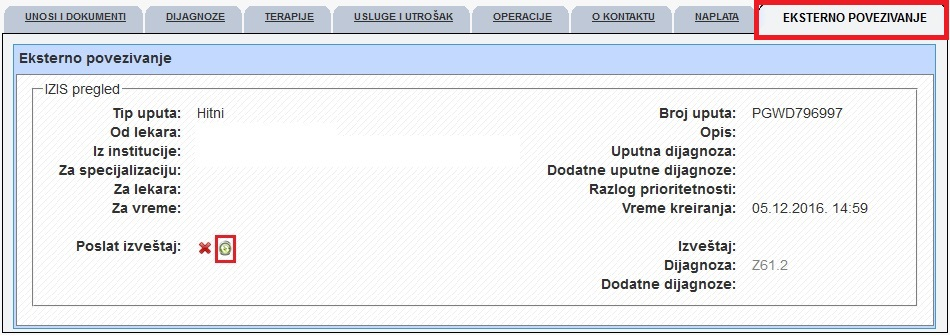 UNOSI I DOKUMENTI DIJAGNOZE TERAPIJE USLUGE I UTROŠAK OPERACIJE O KONTAKTU NAPLATA EKSTERNO POVEZIVANJE
Eksterno povezivanje
IZIS pregled
Tip uputa: Hitni Broj uputa: PGWD796997
Od lekara: Opis:
Iz institucije: Uputna dijagnoza:
Za specijalizaciju: Dodatne uputne dijagnoze:
Za lekara: Razlog prioritetnosti:
Za vreme: Vreme kreiranja: 05.12.2016. 14:59
Poslat izveštaj: Izveštaj:
Dijagnoza: Z61.2
Dodatne dijagnoze: